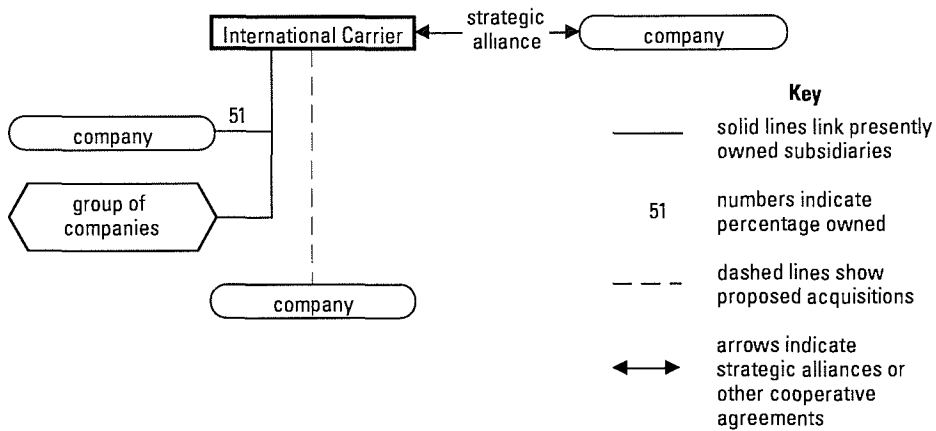 International Carrier
strategic
alliance
company
51
company
group of
companies
company
Key
solid lines link presently
owned subsidiaries
51
numbers indicate
percentage owned
dashed lines show
proposed acquisitions
arrows indicate
strategic alliances or
other cooperative
agreements